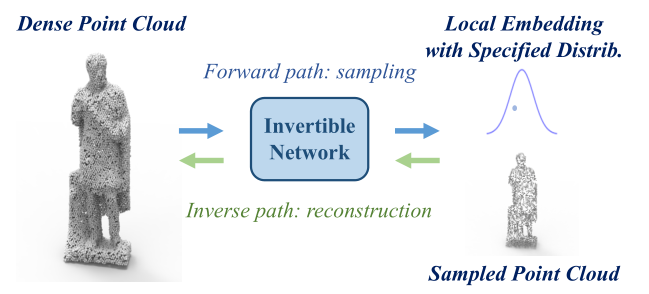 Dense Point Cloud
Local Embedding
with Specified Distrib.
Forward path: sampling
Invertible
Network
Inverse path: reconstruction
Sampled Point Cloud